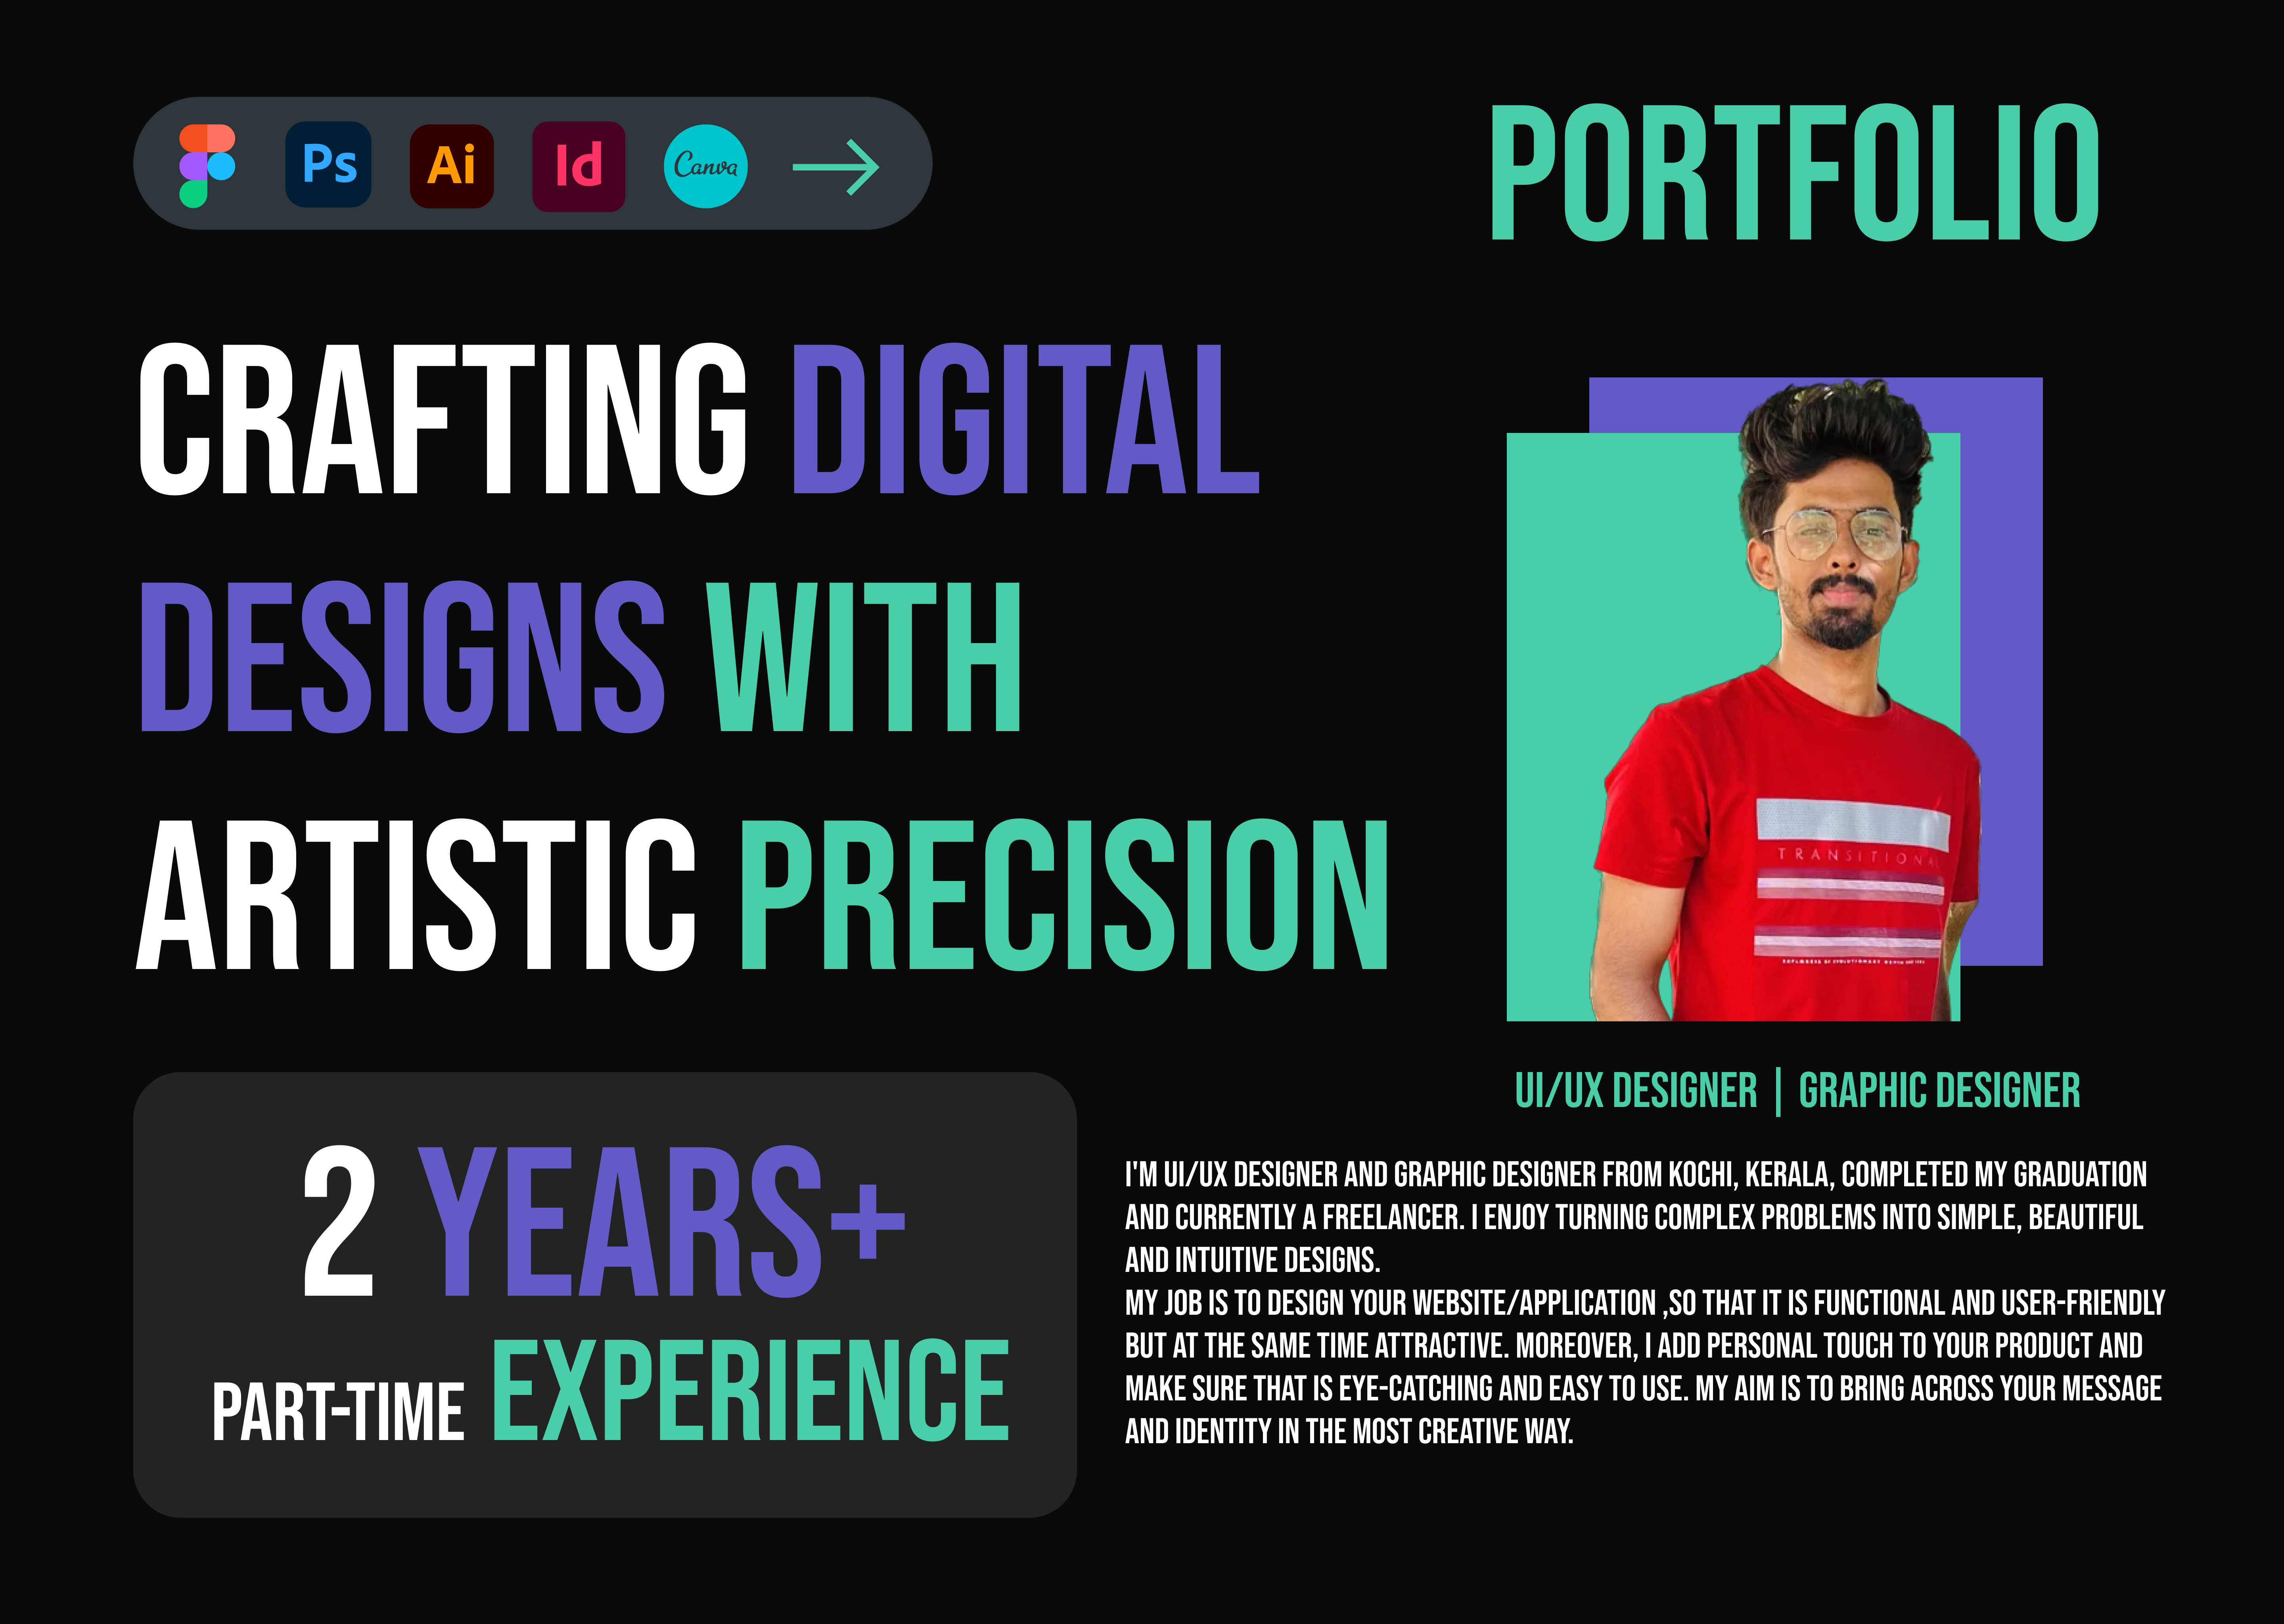 Ps Ai Id Canva
PORTFOLIO
CRAFTING DIGITAL
DESIGNS WITH
ARTISTIC PRECISION
TRANSITIONAL
EXPLORERS OF EVOLUTIONARY DENIM
2 YEARS+
PART-TIME EXPERIENCE
UI/UX DESIGNER | GRAPHIC DESIGNER
I'M UI/UX DESIGNER AND GRAPHIC DESIGNER FROM KOCHI, KERALA, COMPLETED MY GRADUATION
AND CURRENTLY A FREELANCER. I ENJOY TURNING COMPLEX PROBLEMS INTO SIMPLE, BEAUTIFUL
AND INTUITIVE DESIGNS.
MY JOB IS TO DESIGN YOUR WEBSITE/APPLICATION ,SO THAT IT IS FUNCTIONAL AND USER-FRIENDLY
BUT AT THE SAME TIME ATTRACTIVE. MOREOVER, I ADD PERSONAL TOUCH TO YOUR PRODUCT AND
MAKE SURE THAT IS EYE-CATCHING AND EASY TO USE. MY AIM IS TO BRING ACROSS YOUR MESSAGE
AND IDENTITY IN THE MOST CREATIVE WAY.